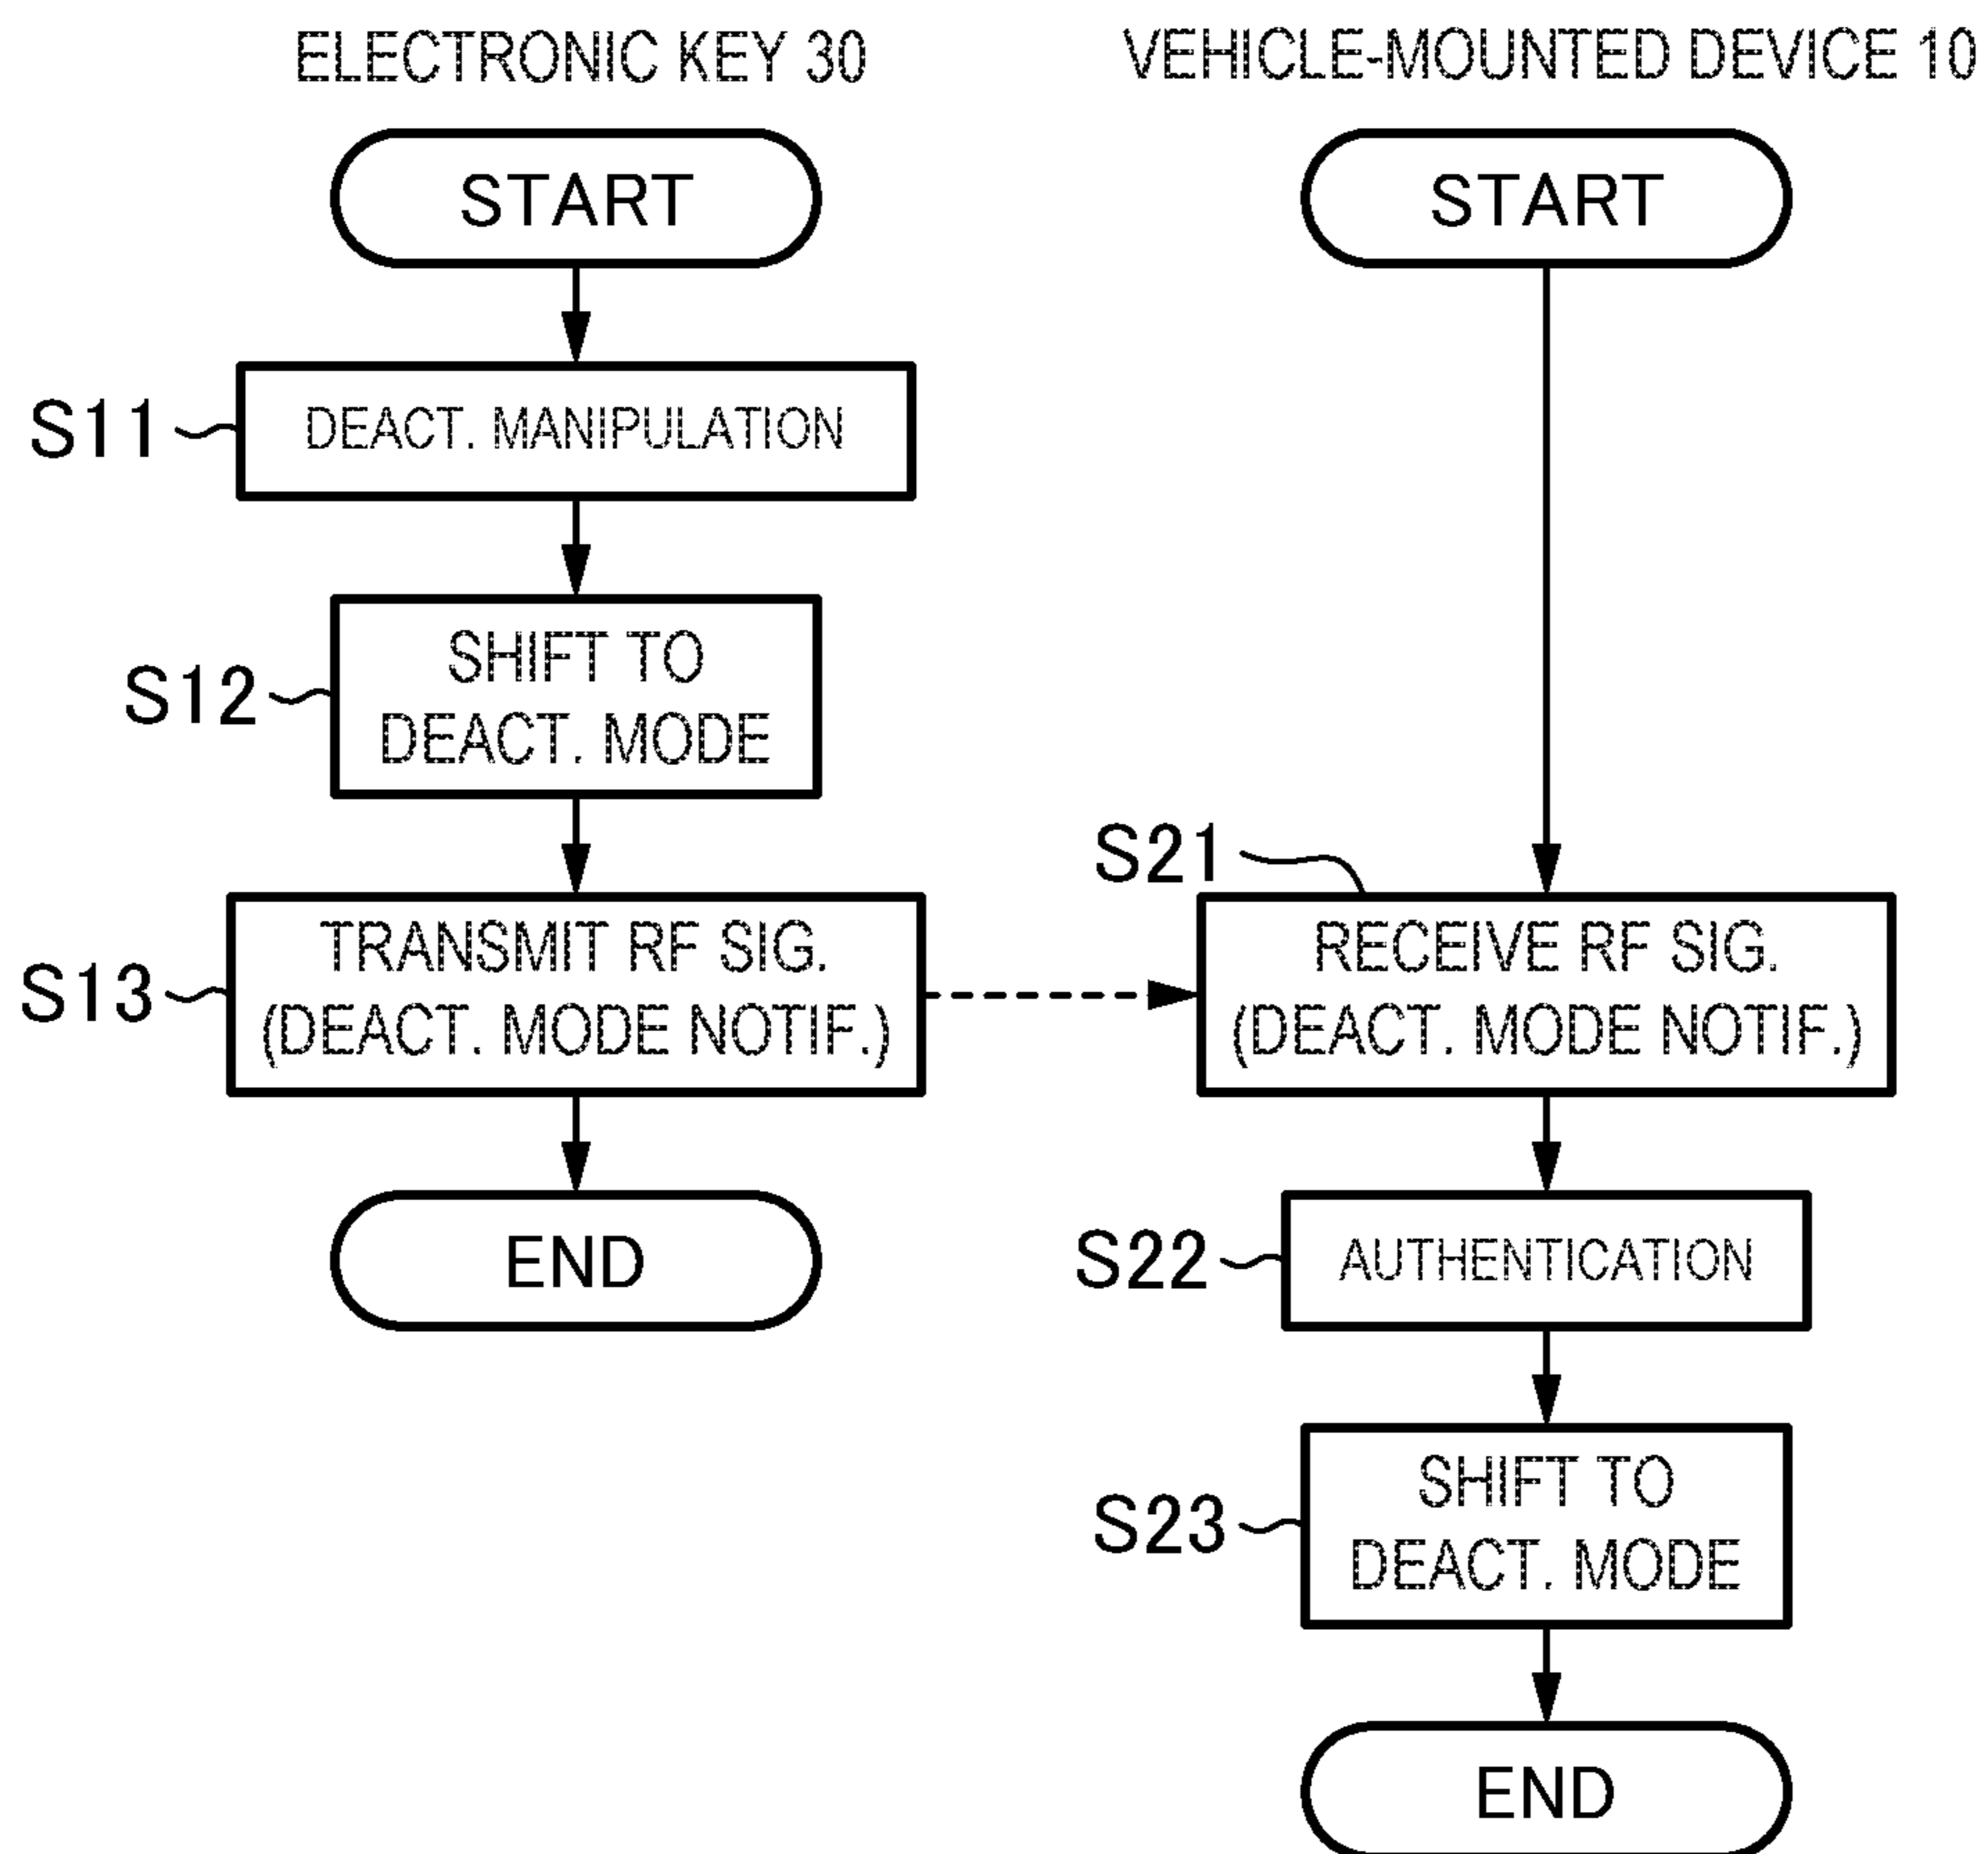 ELECTRONIC KEY 30
START
S11
DEACT. MANIPULATION
S12
SHIFT TO
DEACT. MODE
S13
TRANSMIT RF SIG.
(DEACT. MODE NOTIF.)
END
VEHICLE-MOUNTED DEVICE 10
START
S21
RECEIVE RF SIG.
(DEACT. MODE NOTIF.)
S22
AUTHENTICATION
S23
SHIFT TO
DEACT. MODE
END